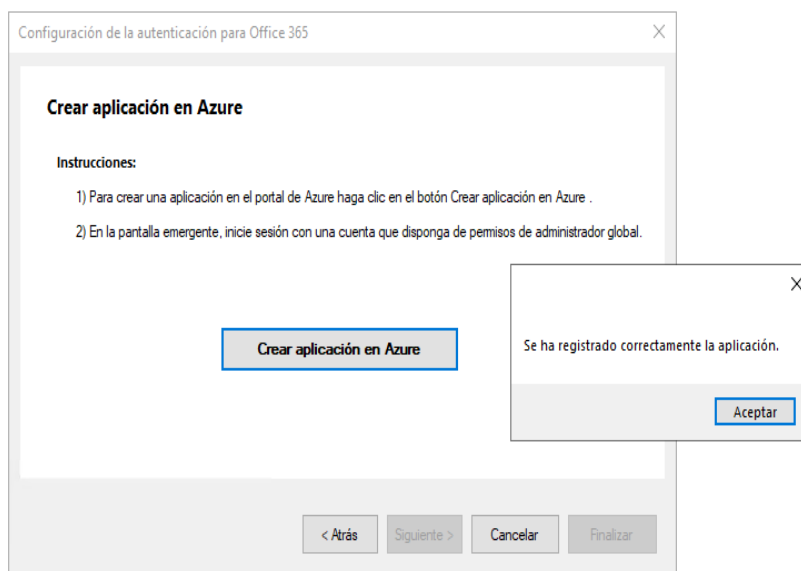 Configuración de la autenticación para Office 365
Crear aplicación en Azure
Instrucciones:
1) Para crear una aplicación en el portal de Azure haga clic en el botón Crear aplicación en Azure .
2) En la pantalla emergente, inicie sesión con una cuenta que disponga de permisos de administrador global.
Crear aplicación en Azure
Se ha registrado correctamente la aplicación.
Aceptar
< Atrás
Siguiente >
Cancelar
Finalizar